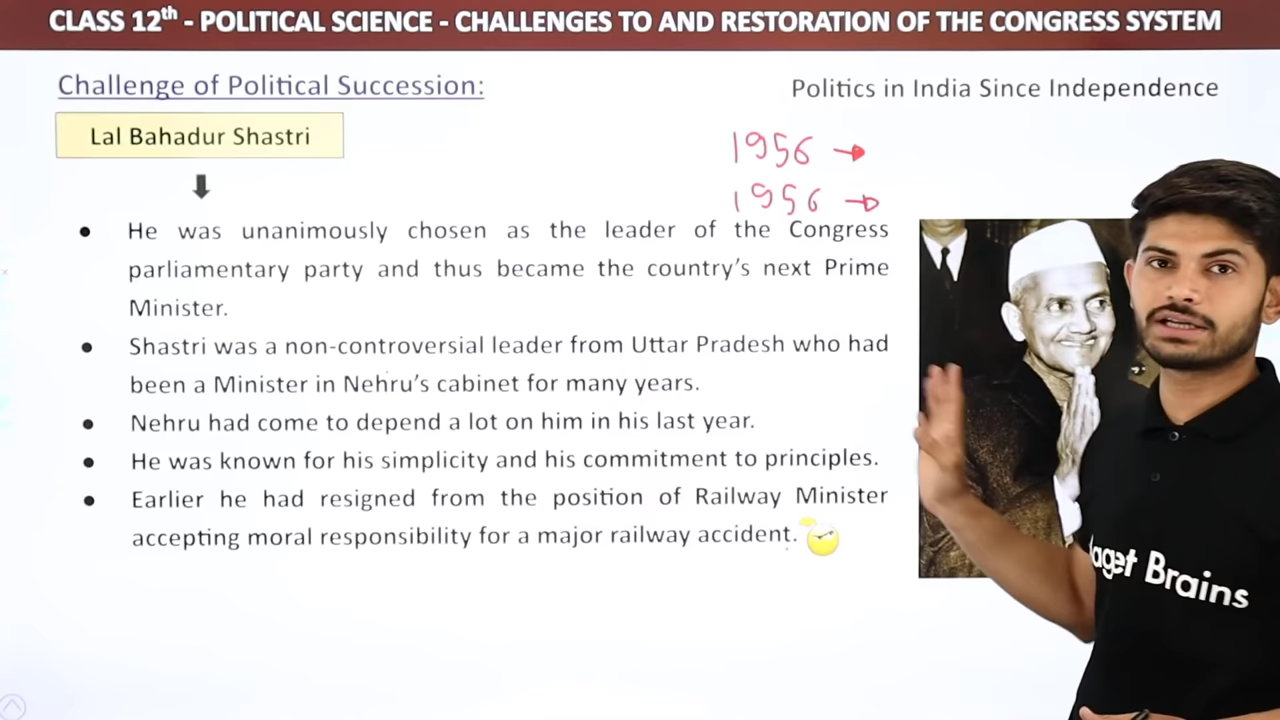 CLASS 12th - POLITICAL SCIENCE - CHALLENGES TO AND RESTORATION OF THE CONGRESS SYSTEM
Challenge of Political Succession:
Politics in India Since Independence
Lal Bahadur Shastri
1956 →
1956 →
He was unanimously chosen as the leader of the Congress
parliamentary party and thus became the country's next Prime
Minister.
Shastri was a non-controversial leader from Uttar Pradesh who had
been a Minister in Nehru's cabinet for many years.
Nehru had come to depend a lot on him in his last year.
He was known for his simplicity and his commitment to principles.
Earlier he had resigned from the position of Railway Minister
accepting moral responsibility for a major railway accident.
aget Brains